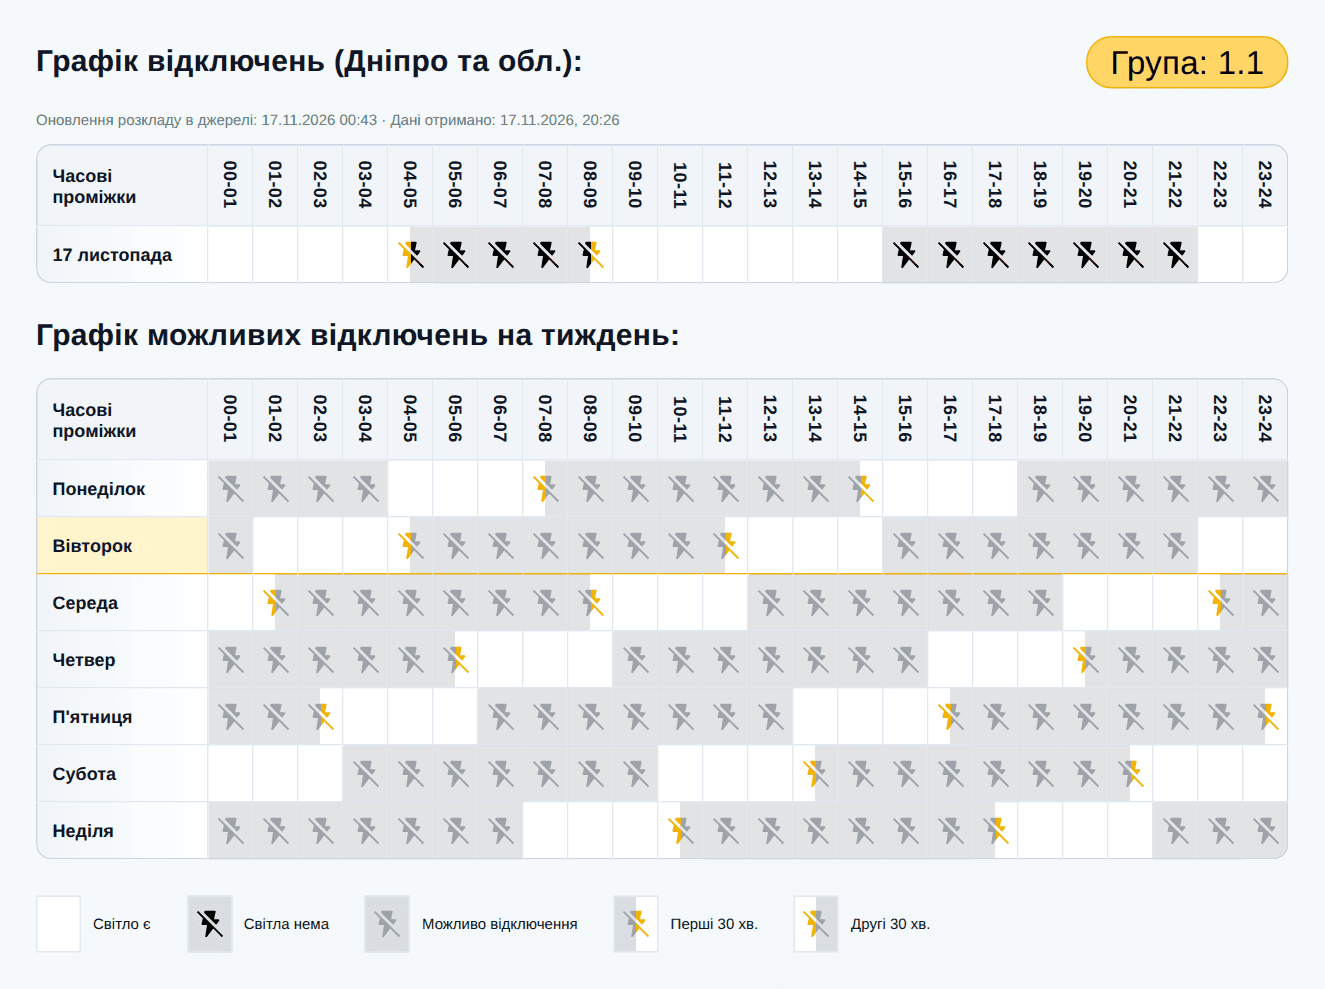 Графік відключень (Дніпро та обл.):
Група: 1.1
Оновлення розкладу в джерелі: 17.11.2026 00:43 · Дані отримано: 17.11.2026, 20:26
Часові
проміжки
00-01 01-02 02-03 03-04 04-05 05-06 06-07 07-08 08-09 09-10 10-11 11-12 12-13 13-14 14-15 15-16 16-17 17-18 18-19 19-20 20-21 21-22 22-23 23-24
17 листопада
Графік можливих відключень на тиждень:
Часові
проміжки
00-01 01-02 02-03 03-04 04-05 05-06 06-07 07-08 08-09 09-10 10-11 11-12 12-13 13-14 14-15 15-16 16-17 17-18 18-19 19-20 20-21 21-22 22-23 23-24
Понеділок
Вівторок
Середа
Четвер
П'ятниця
Субота
Неділя
Світло є
Світла нема
Можливо відключення
Перші 30 хв.
Другі 30 хв.